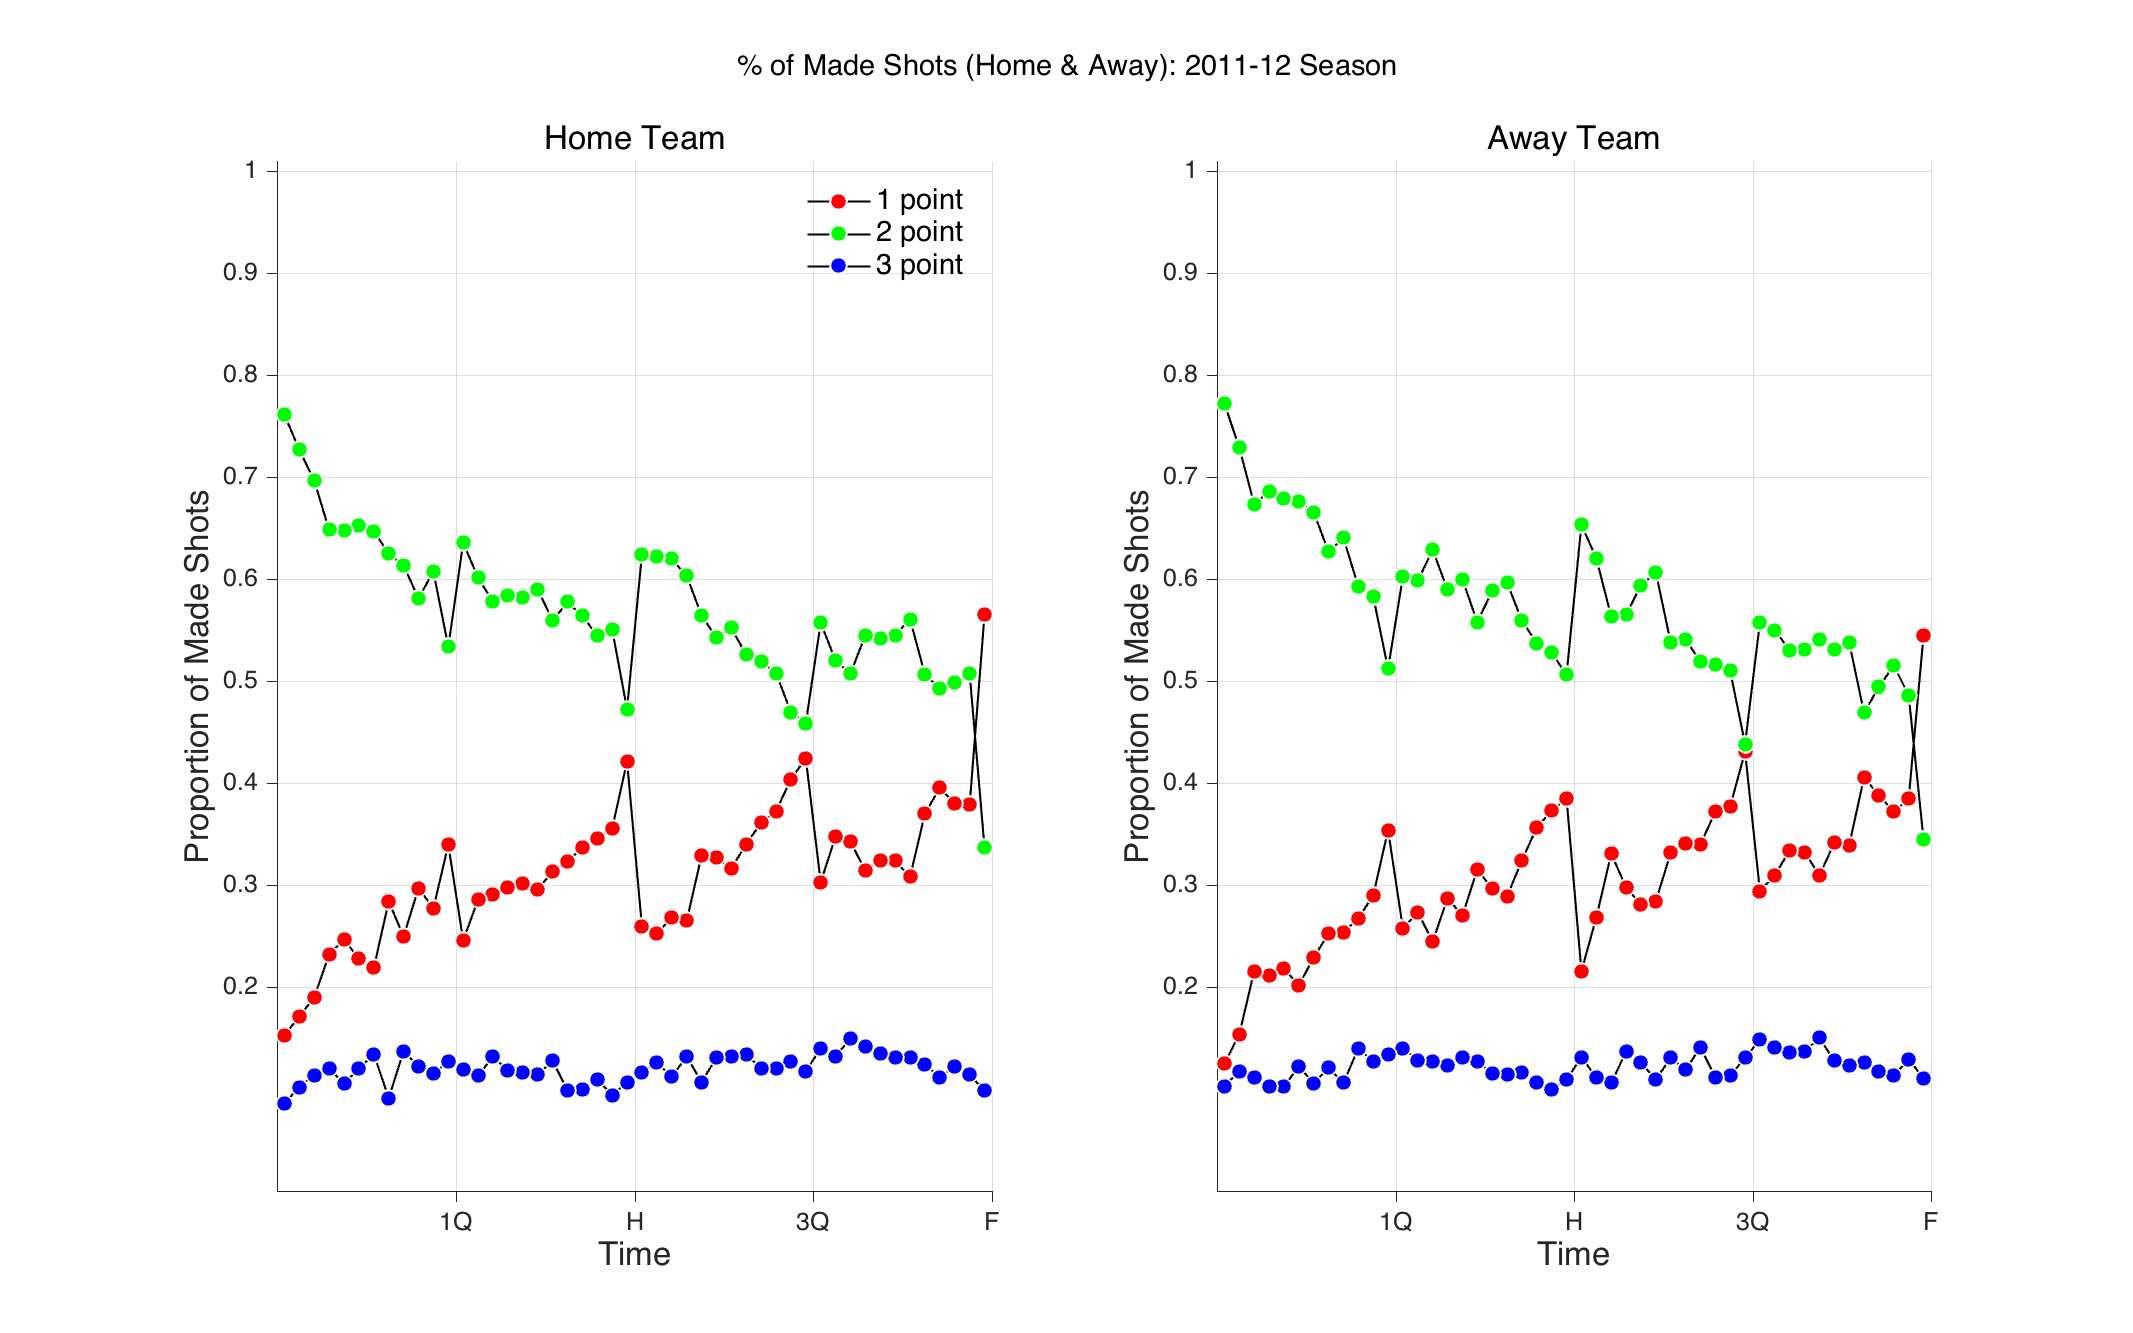 % of Made Shots (Home & Away): 2011-12 Season
Home Team
1
0.9
0.8
0.7
0.6
0.5
0.4
0.3
0.2
Proportion of Made Shots
1 point
2 point
3 point
1Q
H
3Q
F
Time
Away Team
1
0.9
0.8
0.7
0.6
0.5
0.4
0.3
0.2
Proportion of Made Shots
1Q
H
3Q
F
Time